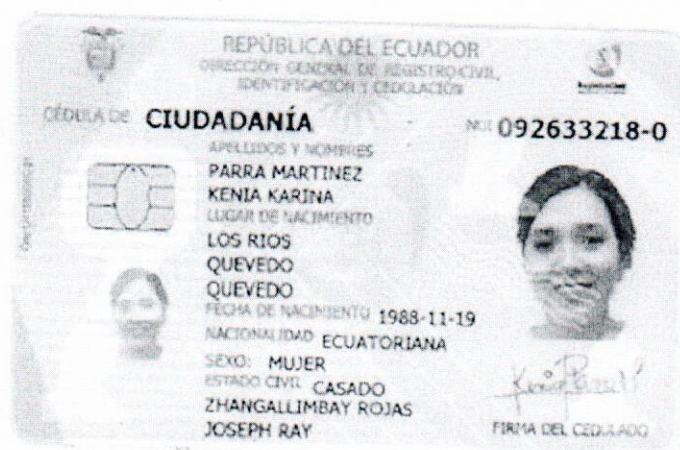 REPÚBLICA DEL ECUADOR
DIRECCIÓN GENERAL DE REGISTRO CIVIL,
IDENTIFICACIÓN Y CEDULACIÓN
CÉDULA DE CIUDADANÍA
NUI 092633218-0
APELLIDOS Y NOMBRES
PARRA MARTINEZ
KENIA KARINA
LUGAR DE NACIMIENTO
LOS RIOS
QUEVEDO
QUEVEDO
FECHA DE NACIMIENTO 1988-11-19
NACIONALIDAD ECUATORIANA
SEXO: MUJER
ESTADO CIVIL CASADO
ZHANGALLIMBAY ROJAS
JOSEPH RAY
FIRMA DEL CEDULADO